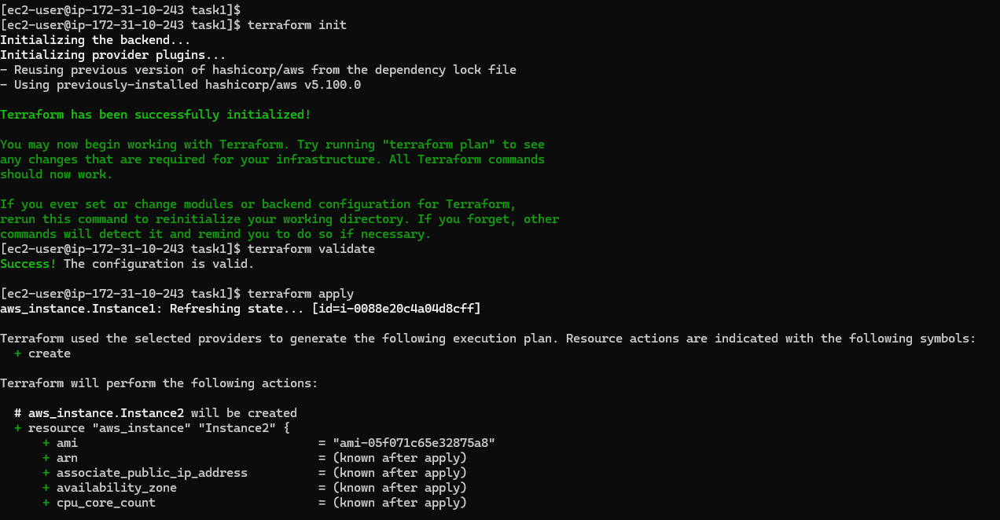 [ec2-user@ip-172-31-10-243 task1]$
[ec2-user@ip-172-31-10-243 task1]$ terraform init
Initializing the backend...
Initializing provider plugins...
- Reusing previous version of hashicorp/aws from the dependency lock file
- Using previously-installed hashicorp/aws v5.100.0
Terraform has been successfully initialized!
You may now begin working with Terraform. Try running "terraform plan" to see
any changes that are required for your infrastructure. All Terraform commands
should now work.
If you ever set or change modules or backend configuration for Terraform,
rerun this command to reinitialize your working directory. If you forget, other
commands will detect it and remind you to do so if necessary.
[ec2-user@ip-172-31-10-243 task1]$ terraform validate
Success! The configuration is valid.
[ec2-user@ip-172-31-10-243 task1]$ terraform apply
aws_instance.Instance1: Refreshing state... [id=i-0088e20c4a04d8cff]
Terraform used the selected providers to generate the following execution plan. Resource actions are indicated with the following symbols:
  + create
Terraform will perform the following actions:
  # aws_instance.Instance2 will be created
  + resource "aws_instance" "Instance2" {
      + ami                                  = "ami-05f071c65e32875a8"
      + arn                                  = (known after apply)
      + associate_public_ip_address          = (known after apply)
      + availability_zone                    = (known after apply)
      + cpu_core_count                       = (known after apply)